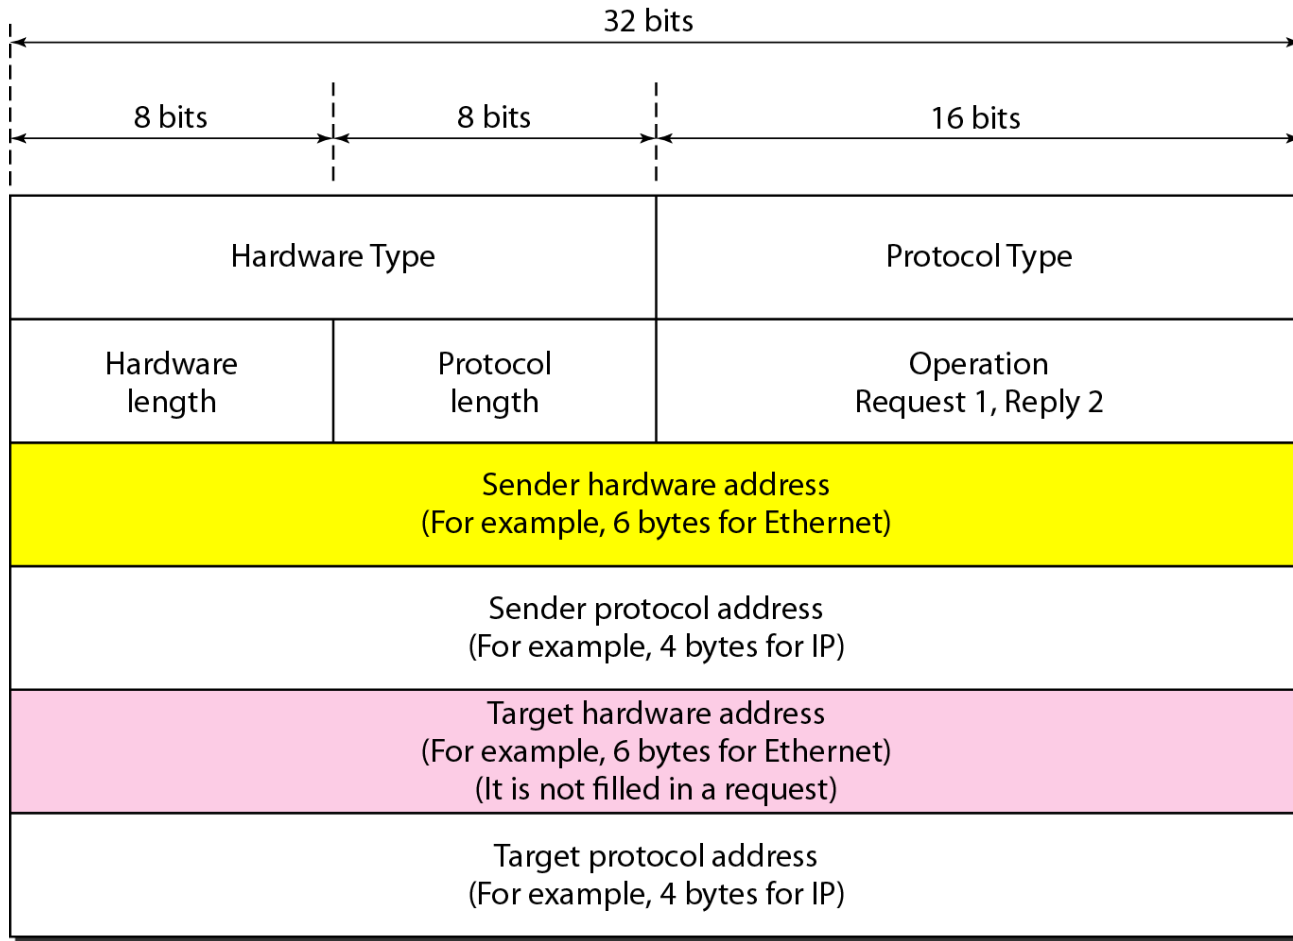 32 bits
8 bits
8 bits
16 bits
Hardware Type
Protocol Type
Hardware
length
Protocol
length
Operation
Request 1, Reply 2
Sender hardware address
(For example, 6 bytes for Ethernet)
Sender protocol address
(For example, 4 bytes for IP)
Target hardware address
(For example, 6 bytes for Ethernet)
(It is not filled in a request)
Target protocol address
(For example, 4 bytes for IP)